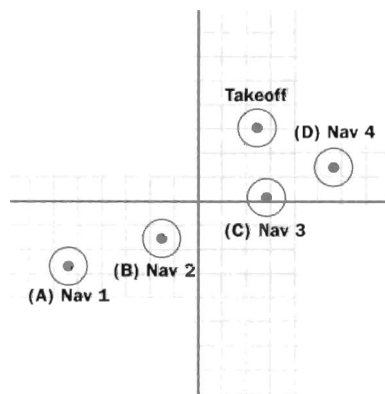 Takeoff
(D) Nav 4
(C) Nav 3
(B) Nav 2
(A) Nav 1